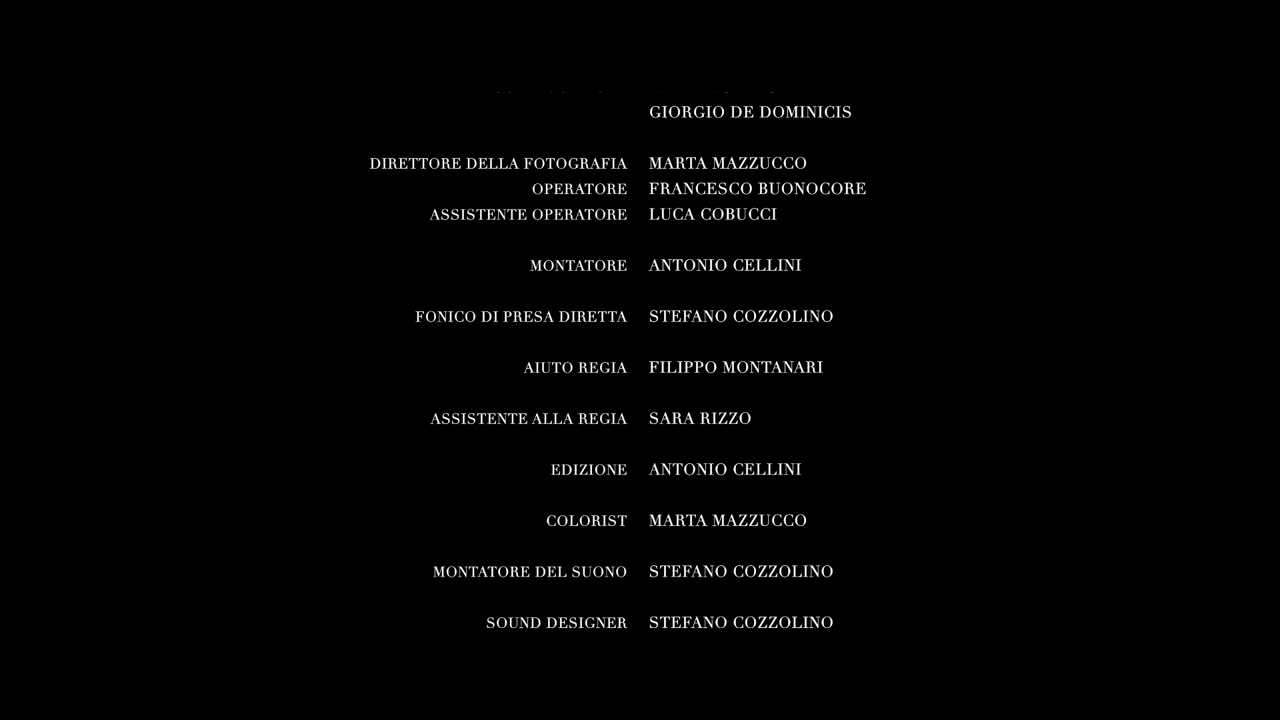 GIORGIO DE DOMINICIS
DIRETTORE DELLA FOTOGRAFIA MARTA MAZZUCCO
OPERATORE FRANCESCO BUONOCORE
ASSISTENTE OPERATORE LUCA COBUCCI
MONTATORE ANTONIO CELLINI
FONICO DI PRESA DIRETTA STEFANO COZZOLINO
AIUTO REGIA FILIPPO MONTANARI
ASSISTENTE ALLA REGIA SARA RIZZO
EDIZIONE ANTONIO CELLINI
COLORIST MARTA MAZZUCCO
MONTATORE DEL SUONO STEFANO COZZOLINO
SOUND DESIGNER STEFANO COZZOLINO